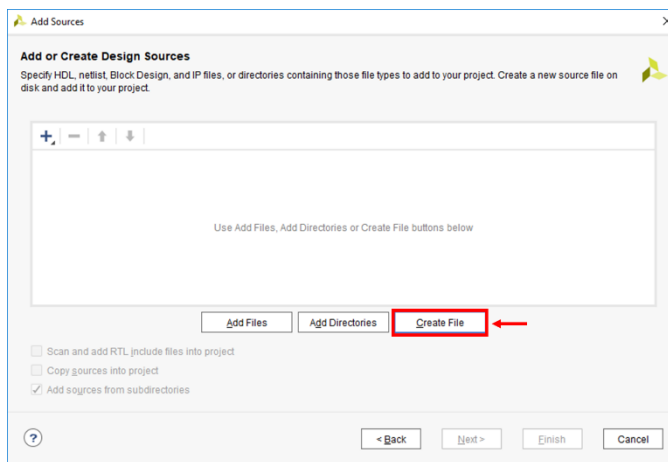 Add Sources
Add or Create Design Sources
Specify HDL, netlist, Block Design, and IP files, or directories containing those file types to add to your project. Create a new source file on
disk and add it to your project.
Use Add Files, Add Directories or Create File buttons below
Add Files
Add Directories
Create File
Scan and add RTL include files into project
Copy sources into project
Add sources from subdirectories
?
< Back
Next >
Finish
Cancel